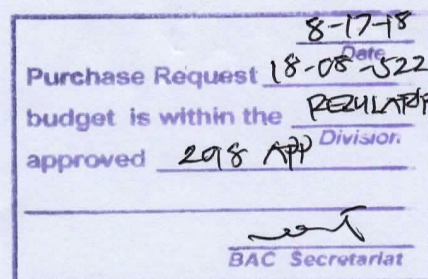 8-17-18
Date
Purchase Request 18-08-522
budget is within the REGULATOR
Division
approved 2018 APP
BAC Secretariat